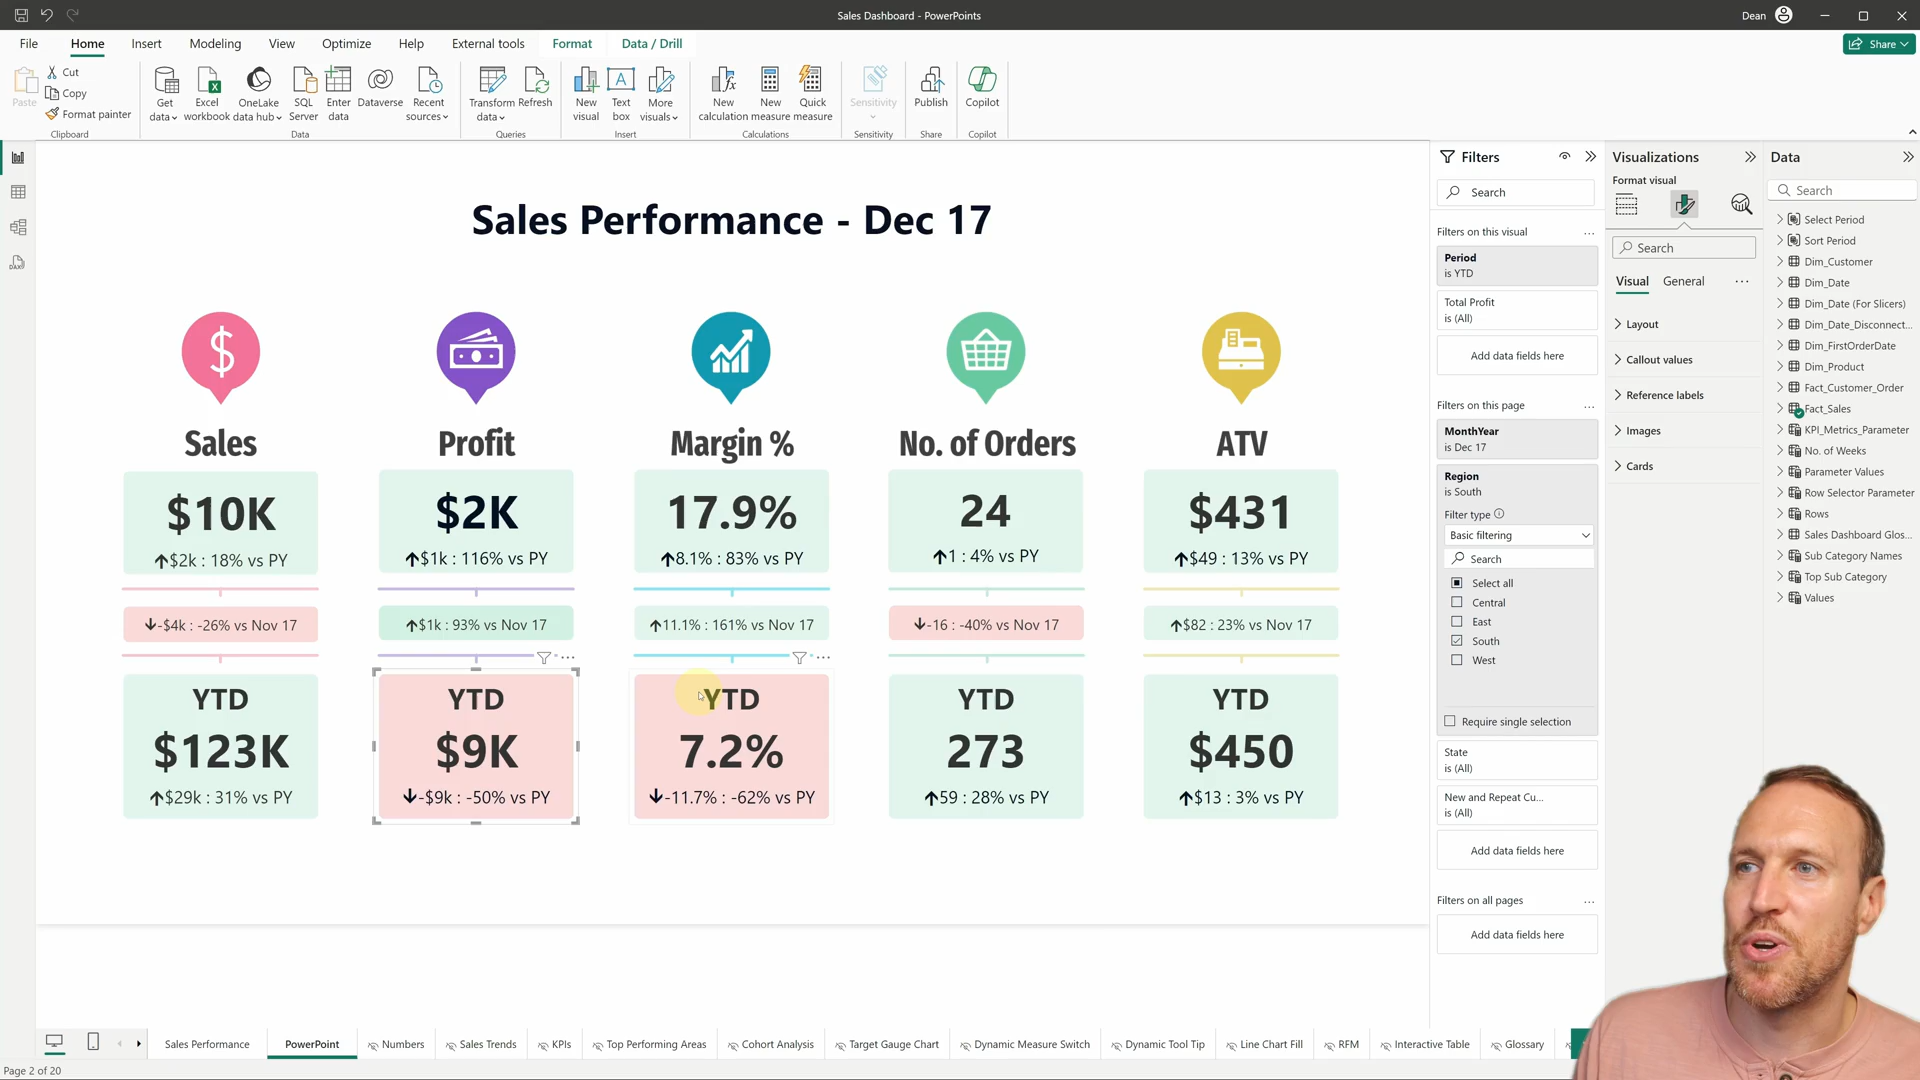 Sales Dashboard - PowerPoints
Dean
File
Home
Insert
Modeling
View
Optimize
Help
External tools
Format
Data / Drill
Share
Paste
Cut
Copy
Format painter
Clipboard
Get data
Excel workbook
OneLake data hub
SQL Server
Enter data
Dataverse
Recent sources
Data
Transform data
Refresh
Queries
New visual
Text box
More visuals
Insert
New calculation
New measure
Quick measure
Calculations
Sensitivity
Sensitivity
Publish
Share
Copilot
Copilot
Sales Performance - Dec 17
Sales
Profit
Margin %
No. of Orders
ATV
$10K
$2K
17.9%
24
$431
↑$2k : 18% vs PY
↑$1k : 116% vs PY
↑8.1% : 83% vs PY
↑1 : 4% vs PY
↑$49 : 13% vs PY
↓-$4k : -26% vs Nov 17
↑$1k : 93% vs Nov 17
↑11.1% : 161% vs Nov 17
↓-16 : -40% vs Nov 17
↑$82 : 23% vs Nov 17
YTD
YTD
YTD
YTD
YTD
$123K
$9K
7.2%
273
$450
↑$29k : 31% vs PY
↓-$9k : -50% vs PY
↓-11.7% : -62% vs PY
↑59 : 28% vs PY
↑$13 : 3% vs PY
Filters
Search
Filters on this visual
Period
is YTD
Total Profit
is (All)
Add data fields here
Filters on this page
MonthYear
is Dec 17
Region
is South
Filter type
Basic filtering
Search
Select all
Central
East
South
West
Require single selection
State
is (All)
New and Repeat Cu...
is (All)
Add data fields here
Filters on all pages
Add data fields here
Visualizations
Format visual
Search
Visual
General
Layout
Callout values
Reference labels
Images
Cards
Data
Search
Select Period
Sort Period
Dim_Customer
Dim_Date
Dim_Date (For Slicers)
Dim_Date_Disconnect...
Dim_FirstOrderDate
Dim_Product
Fact_Customer_Order
Fact_Sales
KPI_Metrics_Parameter
No. of Weeks
Parameter Values
Row Selector Parameter
Rows
Sales Dashboard Glos...
Sub Category Names
Top Sub Category
Values
Sales Performance
PowerPoint
Numbers
Sales Trends
KPIs
Top Performing Areas
Cohort Analysis
Target Gauge Chart
Dynamic Measure Switch
Dynamic Tool Tip
Line Chart Fill
RFM
Interactive Table
Glossary
Page 2 of 20